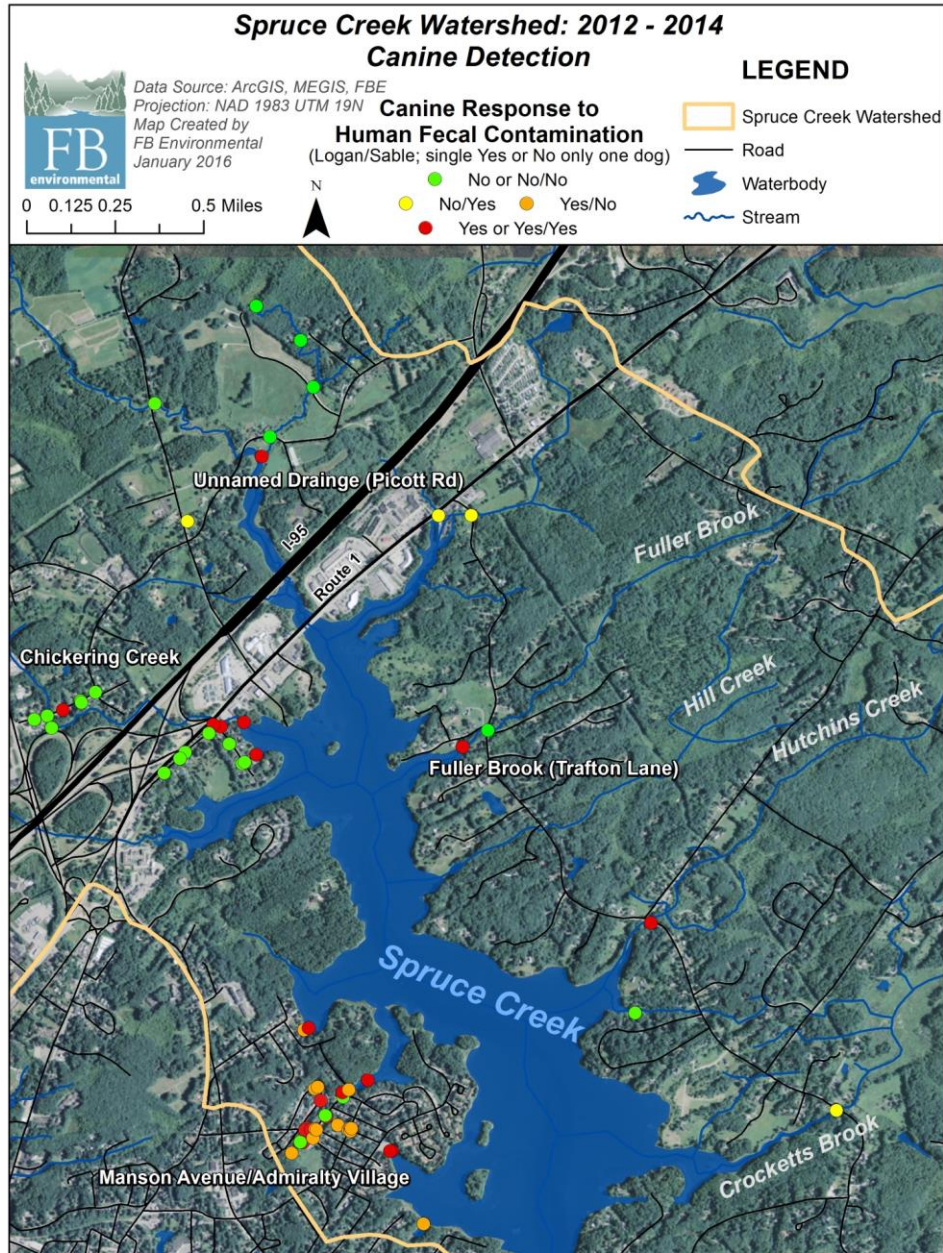 Spruce Creek Watershed: 2012 - 2014
Canine Detection
FB
environmental
Data Source: ArcGIS, MEGIS, FBE
Projection: NAD 1983 UTM 19N
Map Created by
FB Environmental
January 2016
0 0.125 0.25 0.5 Miles
N
Canine Response to
Human Fecal Contamination
(Logan/Sable; single Yes or No only one dog)
No or No/No
No/Yes
Yes/No
Yes or Yes/Yes
LEGEND
Spruce Creek Watershed
Road
Waterbody
Stream
Unnamed Drainge (Picott Rd)
I-95
Route 1
Fuller Brook
Chickering Creek
Hill Creek
Hutchins Creek
Fuller Brook (Trafton Lane)
Spruce Creek
Manson Avenue/Admiralty Village
Crocketts Brook